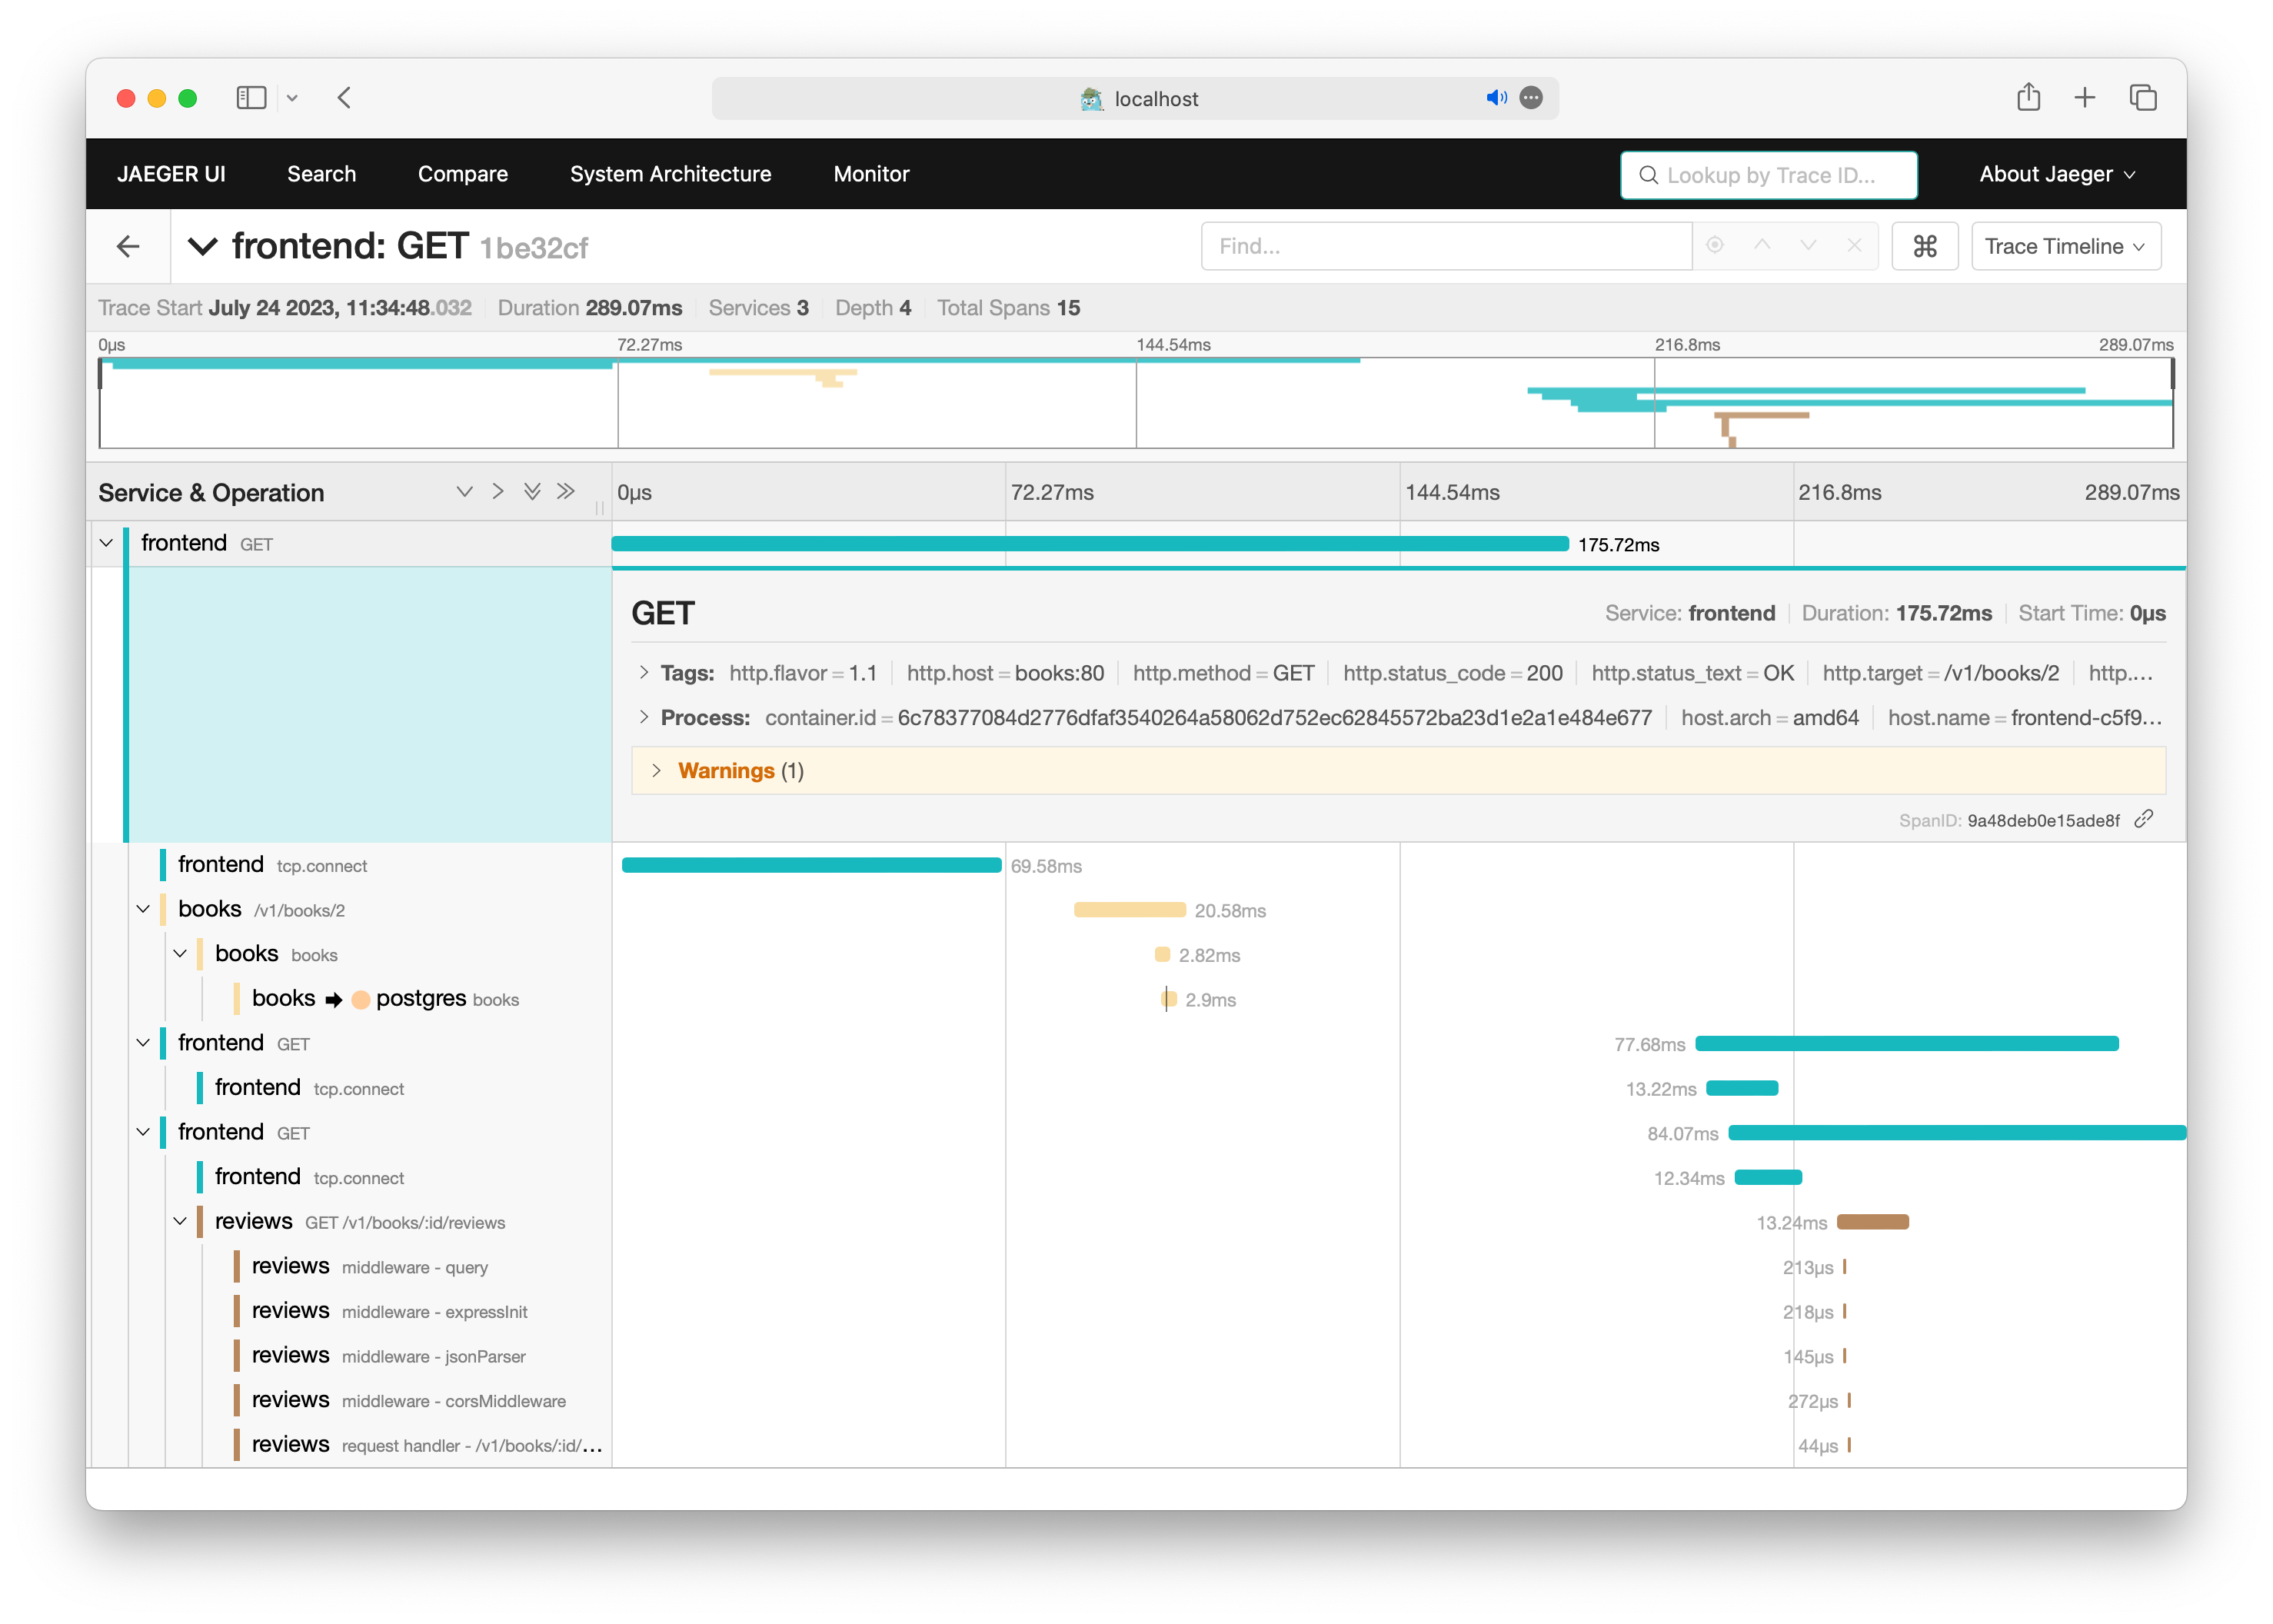 localhost
JAEGER UI Search Compare System Architecture Monitor Lookup by Trace ID... About Jaeger
frontend: GET 1be32cf Find... ⌘ Trace Timeline
Trace Start July 24 2023, 11:34:48.032 Duration 289.07ms Services 3 Depth 4 Total Spans 15
0μs 72.27ms 144.54ms 216.8ms 289.07ms
Service & Operation 0μs 72.27ms 144.54ms 216.8ms 289.07ms
frontend GET 175.72ms
GET Service: frontend Duration: 175.72ms Start Time: 0μs
Tags: http.flavor = 1.1 http.host = books:80 http.method = GET http.status_code = 200 http.status_text = OK http.target = /v1/books/2 http....
Process: container.id = 6c78377084d2776dfaf3540264a58062d752ec62845572ba23d1e2a1e484e677 host.arch = amd64 host.name = frontend-c5f9...
Warnings (1)
SpanID: 9a48deb0e15ade8f
frontend tcp.connect 69.58ms
books /v1/books/2 20.58ms
books books 2.82ms
books → postgres books 2.9ms
frontend GET 77.68ms
frontend tcp.connect 13.22ms
frontend GET 84.07ms
frontend tcp.connect 12.34ms
reviews GET /v1/books/:id/reviews 13.24ms
reviews middleware - query 213μs
reviews middleware - expressInit 218μs
reviews middleware - jsonParser 145μs
reviews middleware - corsMiddleware 272μs
reviews request handler - /v1/books/:id/... 44μs